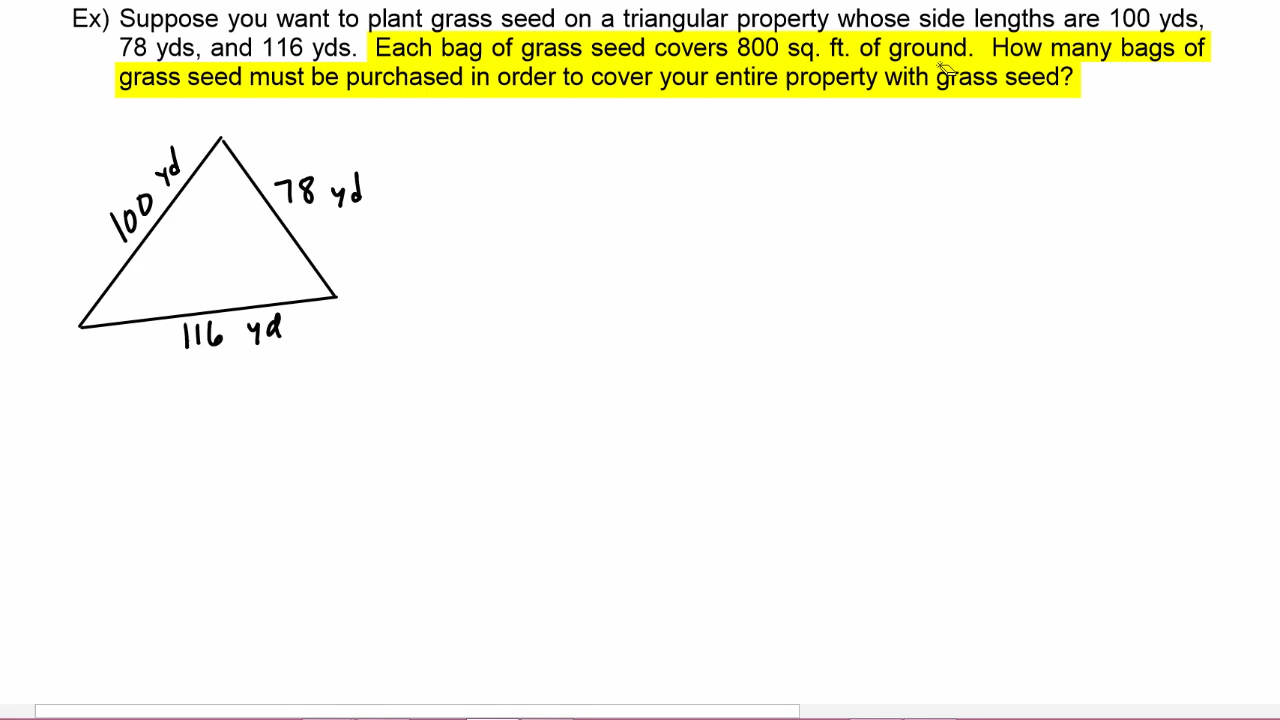 Ex) Suppose you want to plant grass seed on a triangular property whose side lengths are 100 yds,
78 yds, and 116 yds. Each bag of grass seed covers 800 sq. ft. of ground. How many bags of
grass seed must be purchased in order to cover your entire property with grass seed?
100 yd
78 yd
116 yd